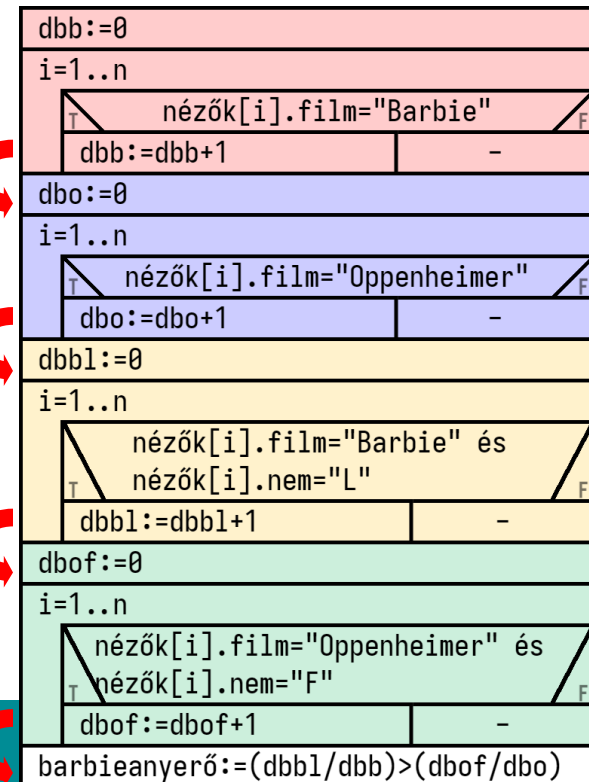 dbb:=0
i=1..n
nézők[i].film="Barbie"
T
F
dbb:=dbb+1
-
dbo:=0
i=1..n
nézők[i].film="Oppenheimer"
T
F
dbo:=dbo+1
-
dbbl:=0
i=1..n
nézők[i].film="Barbie" és
nézők[i].nem="L"
T
F
dbbl:=dbbl+1
-
dbof:=0
i=1..n
nézők[i].film="Oppenheimer" és
nézők[i].nem="F"
T
F
dbof:=dbof+1
-
barbieanyerő:=(dbbl/dbb)>(dbof/dbo)